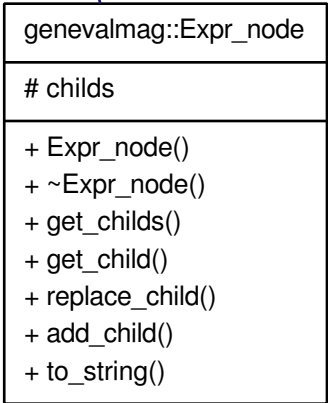 genevalmag::Expr_node
# childs
+ Expr_node()
+ ~Expr_node()
+ get_childs()
+ get_child()
+ replace_child()
+ add_child()
+ to_string()